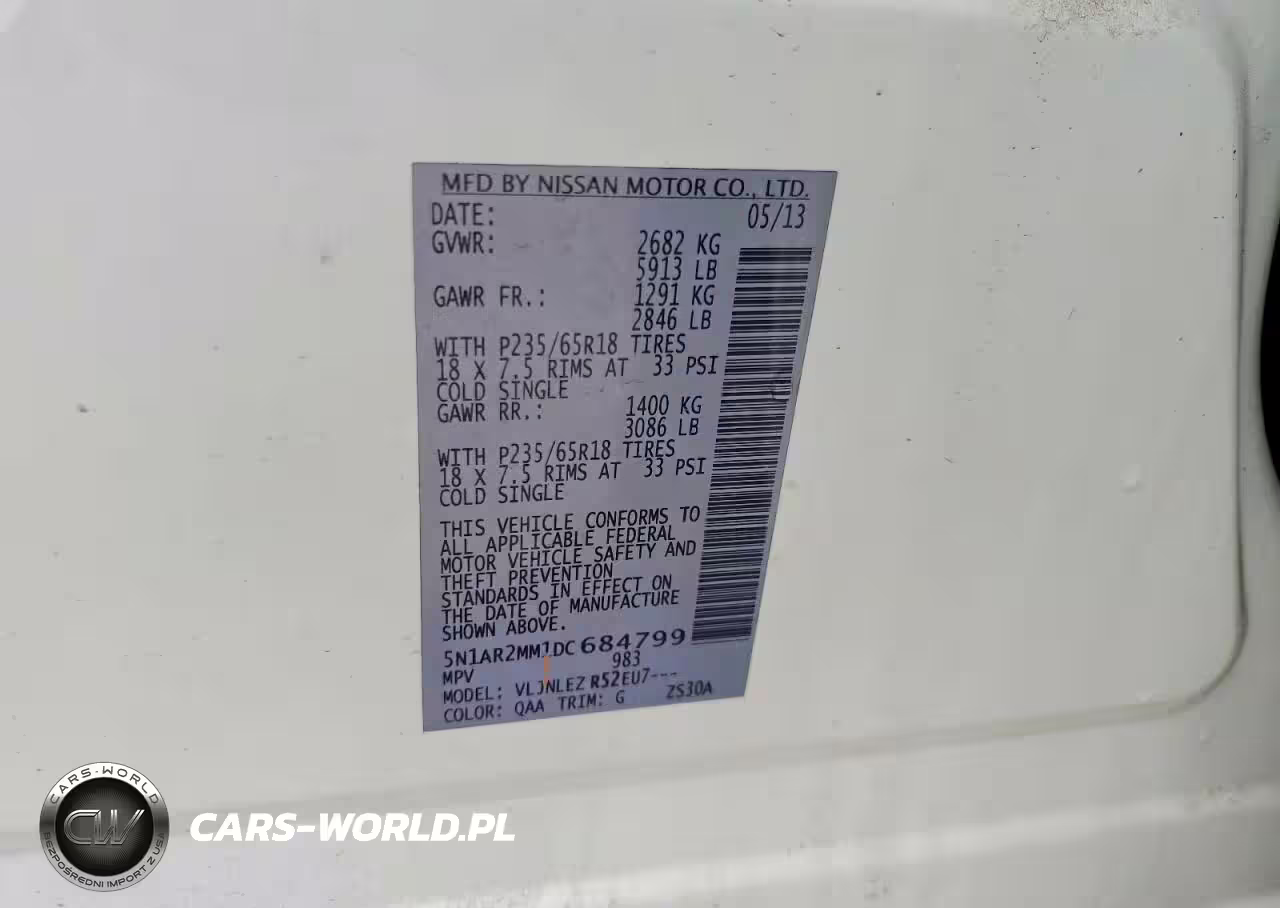 MFD BY NISSAN MOTOR CO., LTD.
DATE: 05/13
GVWR: 2682 KG
5913 LB
GAWR FR.: 1291 KG
2846 LB
WITH P235/65R18 TIRES
18 X 7.5 RIMS AT 33 PSI
COLD SINGLE
GAWR RR.: 1400 KG
3086 LB
WITH P235/65R18 TIRES
18 X 7.5 RIMS AT 33 PSI
COLD SINGLE
THIS VEHICLE CONFORMS TO
ALL APPLICABLE FEDERAL
MOTOR VEHICLE SAFETY AND
THEFT PREVENTION
STANDARDS IN EFFECT ON
THE DATE OF MANUFACTURE
SHOWN ABOVE.
5N1AR2MM1DC684799
MPV 983
MODEL: VLJNLEZ R52EU7---
COLOR: QAA TRIM: G ZS30A
CARS-WORLD
CW
BEZPOŚREDNI IMPORT Z USA
CARS-WORLD.PL